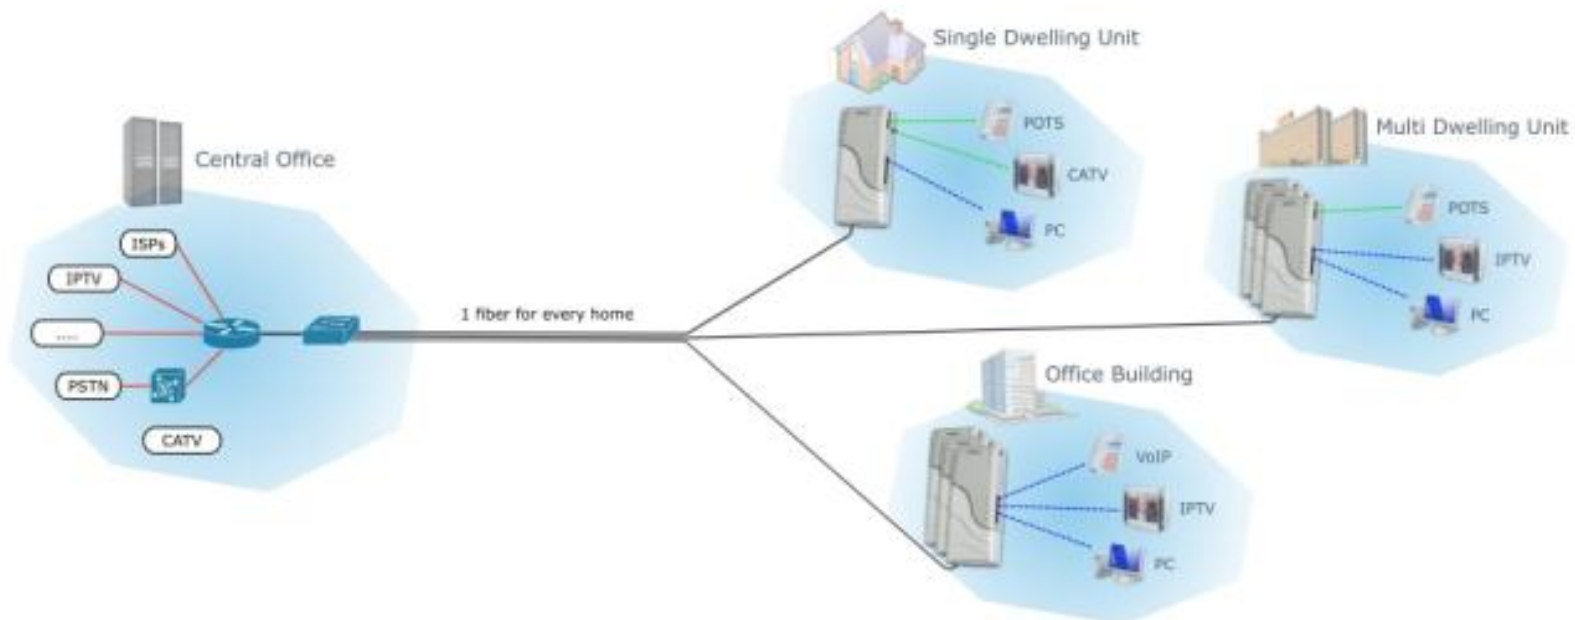 Single Dwelling Unit
POTS
CATV
PC
Multi Dwelling Unit
POTS
IPTV
PC
Central Office
ISPs
IPTV
....
PSTN
CATV
1 fiber for every home
Office Building
VoIP
IPTV
PC